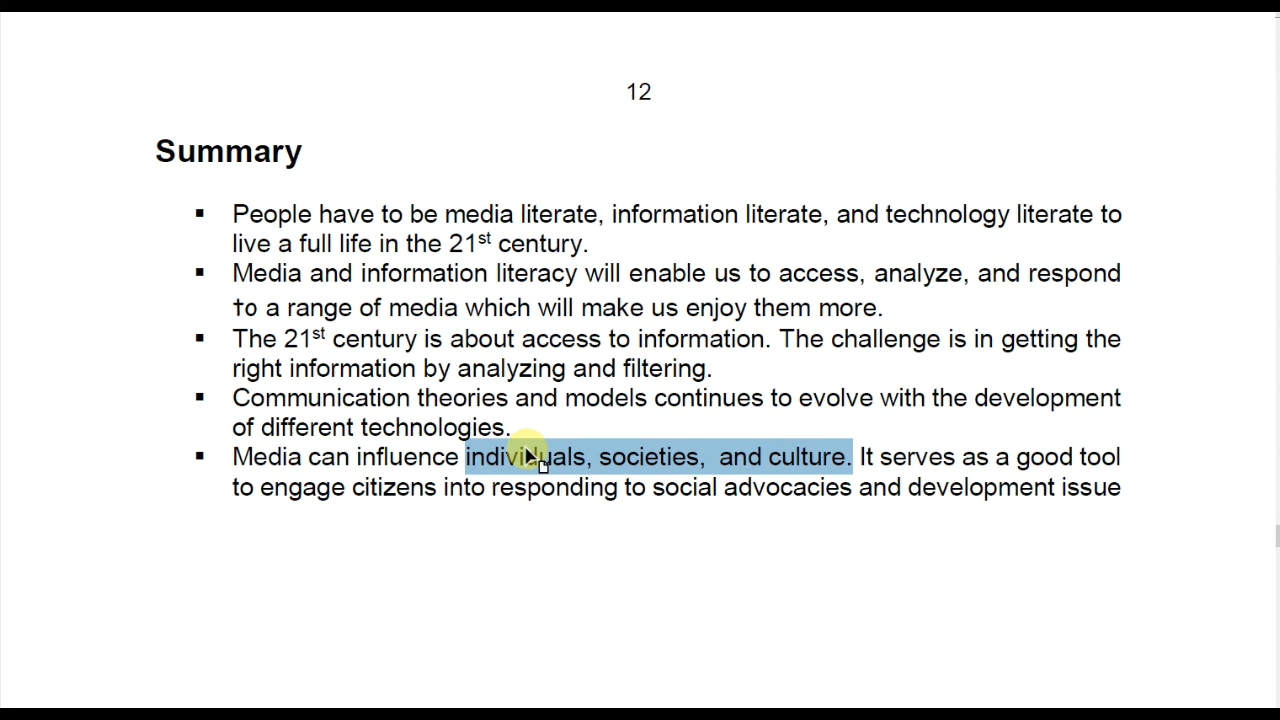 12
Summary
▪ People have to be media literate, information literate, and technology literate to
live a full life in the 21st century.
▪ Media and information literacy will enable us to access, analyze, and respond
to a range of media which will make us enjoy them more.
▪ The 21st century is about access to information. The challenge is in getting the
right information by analyzing and filtering.
▪ Communication theories and models continues to evolve with the development
of different technologies.
▪ Media can influence individuals, societies,  and culture. It serves as a good tool
to engage citizens into responding to social advocacies and development issue